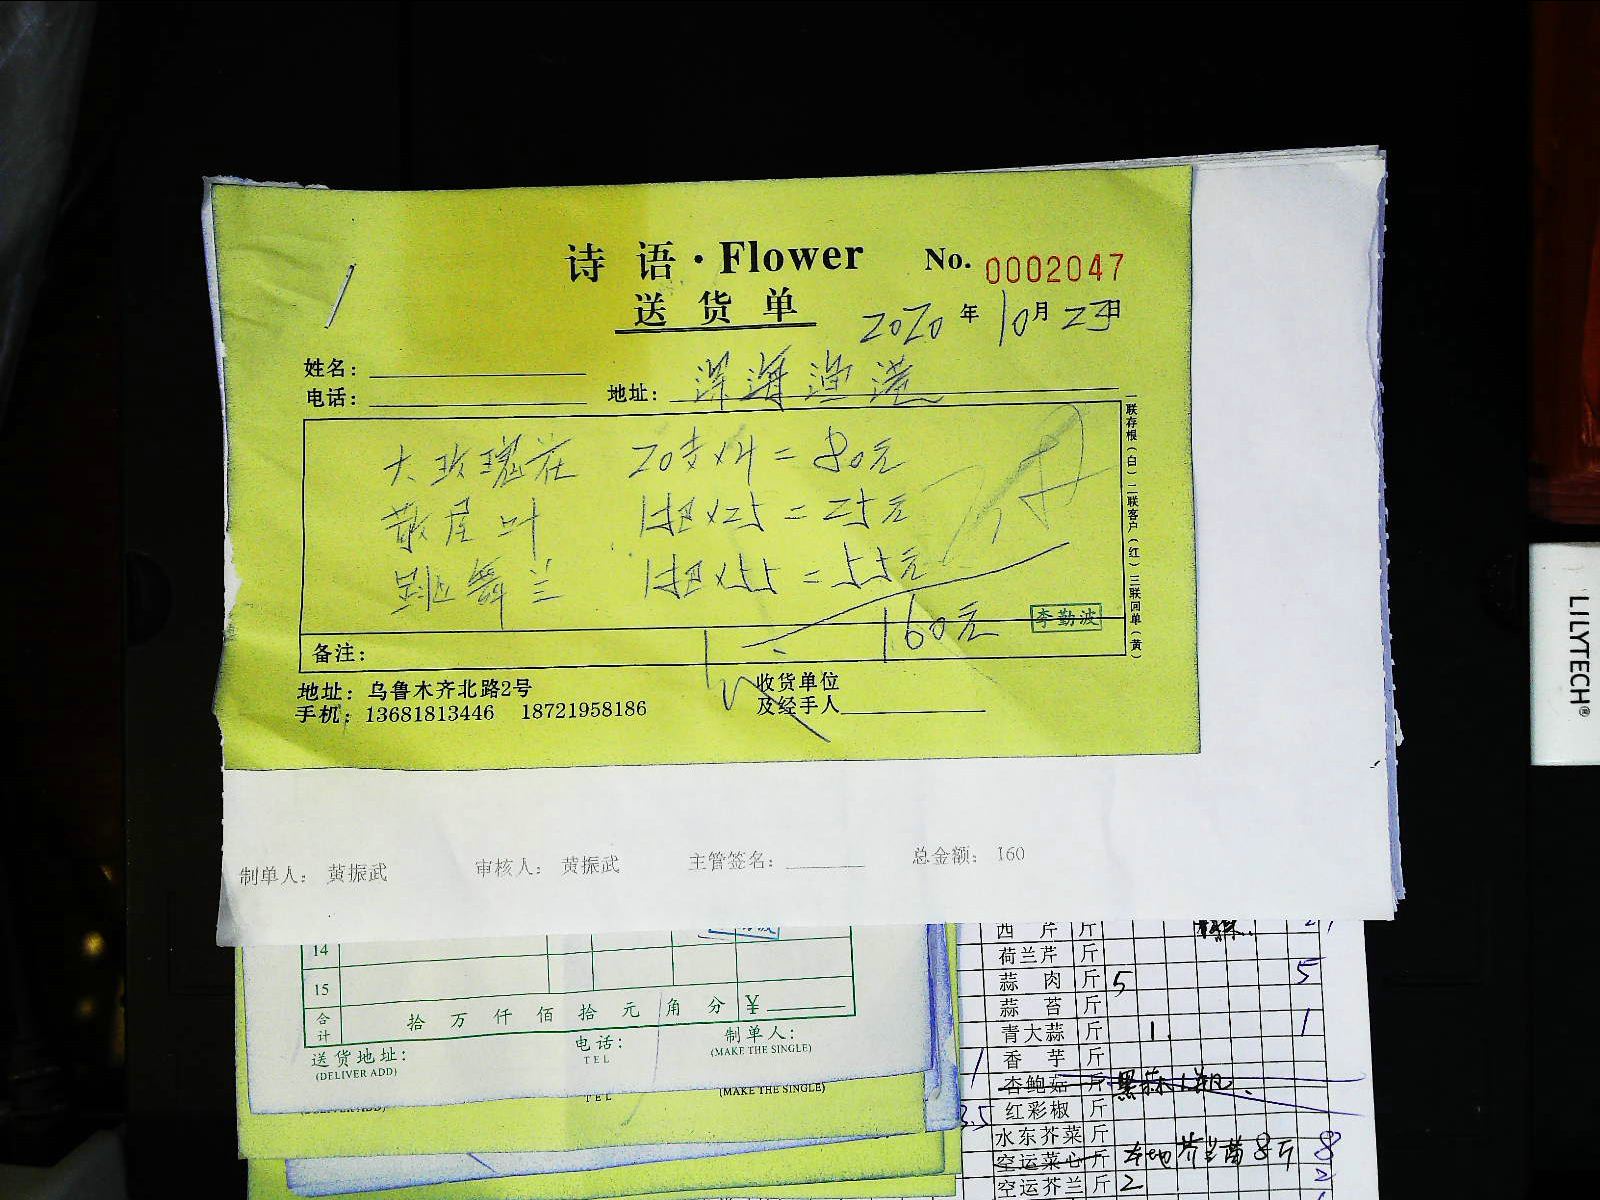 诗语·Flower No. 0002047
送货单
2020年10月23日
姓名：
电话： 地址：深海渔港
大玫瑰花 20支×4=80元
散尾叶 1把×25=25元
跳舞兰 1把×55=55元
160元 李勤波
备注：
一联存根（白）二联客户（红）三联回单（黄）
地址：乌鲁木齐北路2号 收货单位
手机：13681813446 18721958186 及经手人
制单人： 黄振武 审核人： 黄振武 主管签名： 总金额： 160
14
15
合计 拾 万 仟 佰 拾 元 角 分 ¥
送货地址： 电话： 制单人：
(DELIVER ADD) TEL (MAKE THE SINGLE)
TEL (MAKE THE SINGLE)
西芹 斤
荷兰芹 斤
蒜肉 斤 5 5
蒜苔 斤
青大蒜 斤 1. 1
1 香芋 斤
杏鲍菇 斤
3.5 红彩椒 斤
水东芥菜 斤
空运菜心 斤 8斤 8
空运芥兰 斤 2 2
LILYTECH®